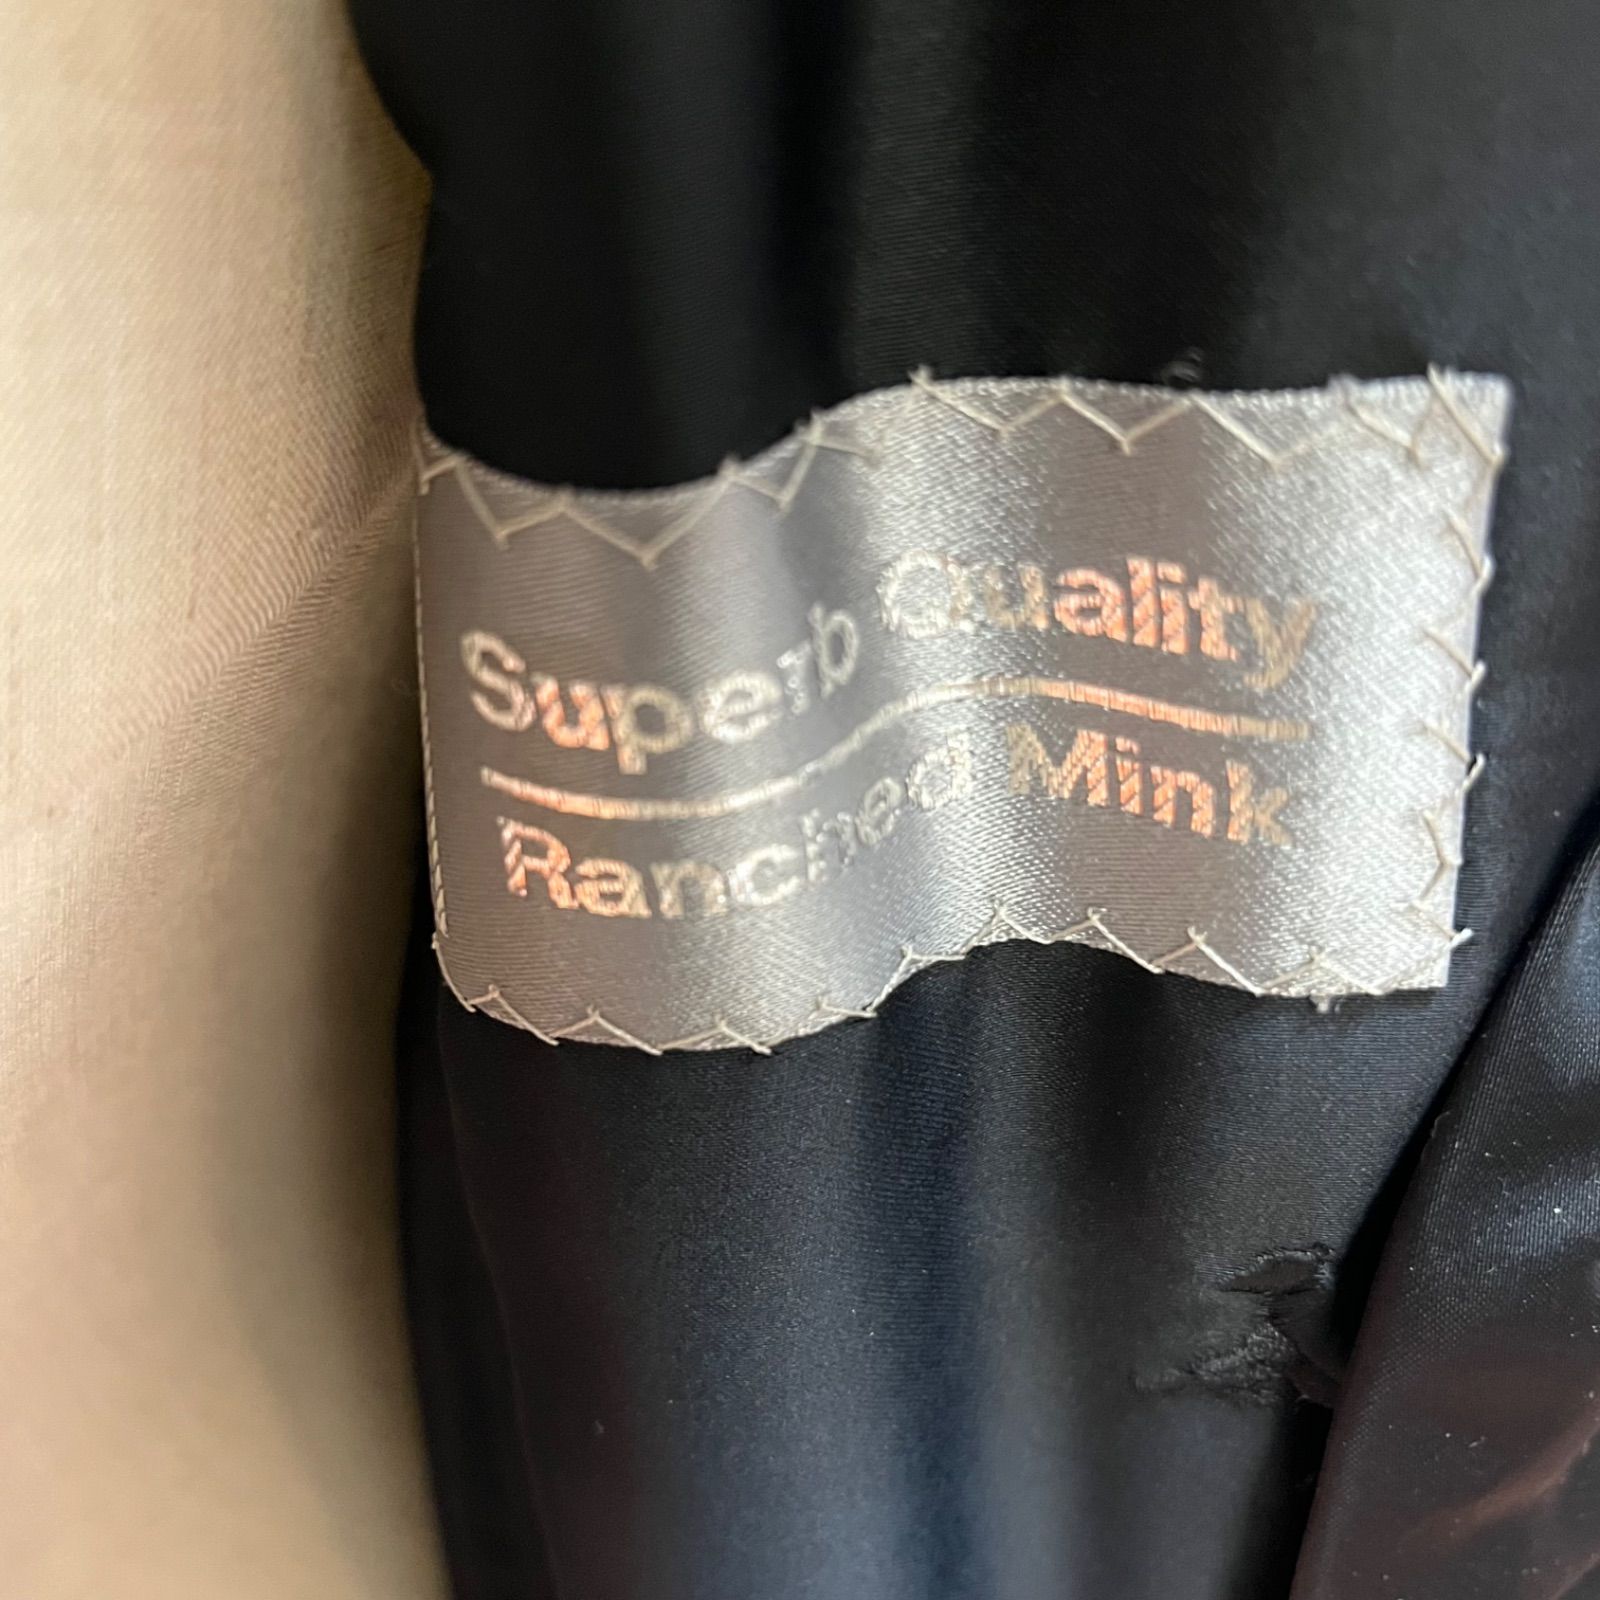 Superb Quality
Ranched Mink